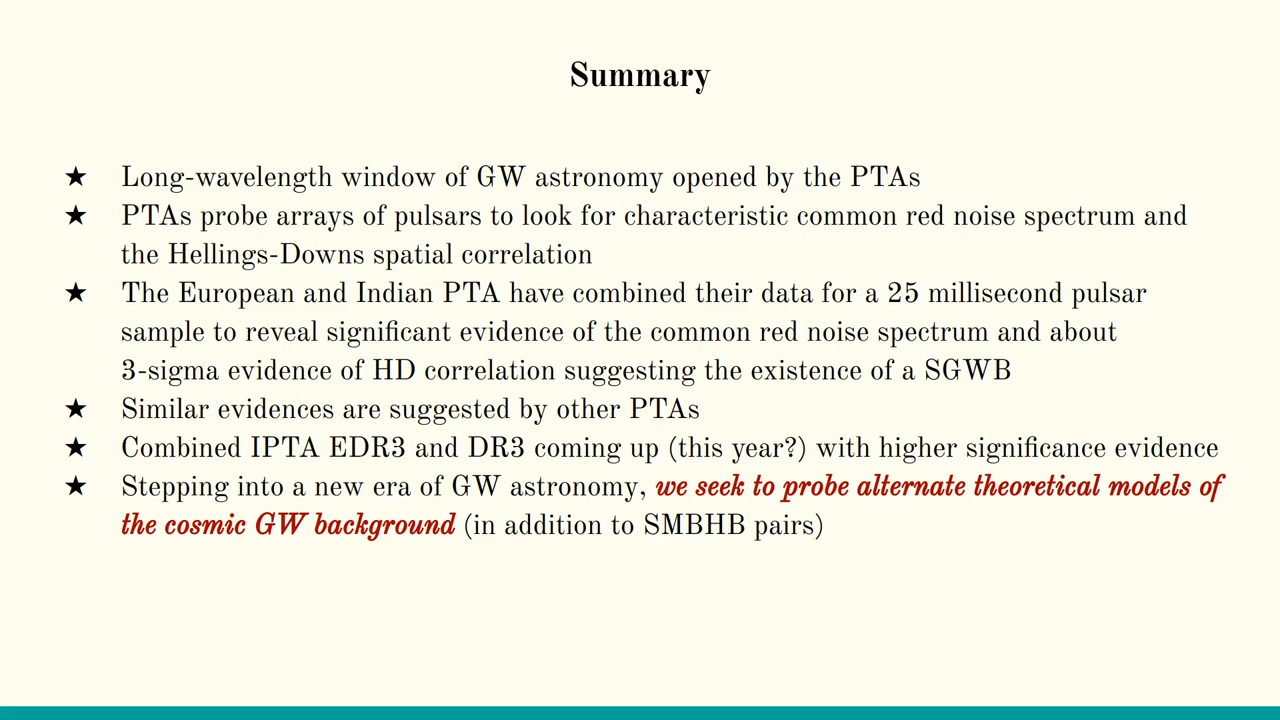 Summary
★ Long-wavelength window of GW astronomy opened by the PTAs
★ PTAs probe arrays of pulsars to look for characteristic common red noise spectrum and
the Hellings-Downs spatial correlation
★ The European and Indian PTA have combined their data for a 25 millisecond pulsar
sample to reveal significant evidence of the common red noise spectrum and about
3-sigma evidence of HD correlation suggesting the existence of a SGWB
★ Similar evidences are suggested by other PTAs
★ Combined IPTA EDR3 and DR3 coming up (this year?) with higher significance evidence
★ Stepping into a new era of GW astronomy, we seek to probe alternate theoretical models of
the cosmic GW background (in addition to SMBHB pairs)